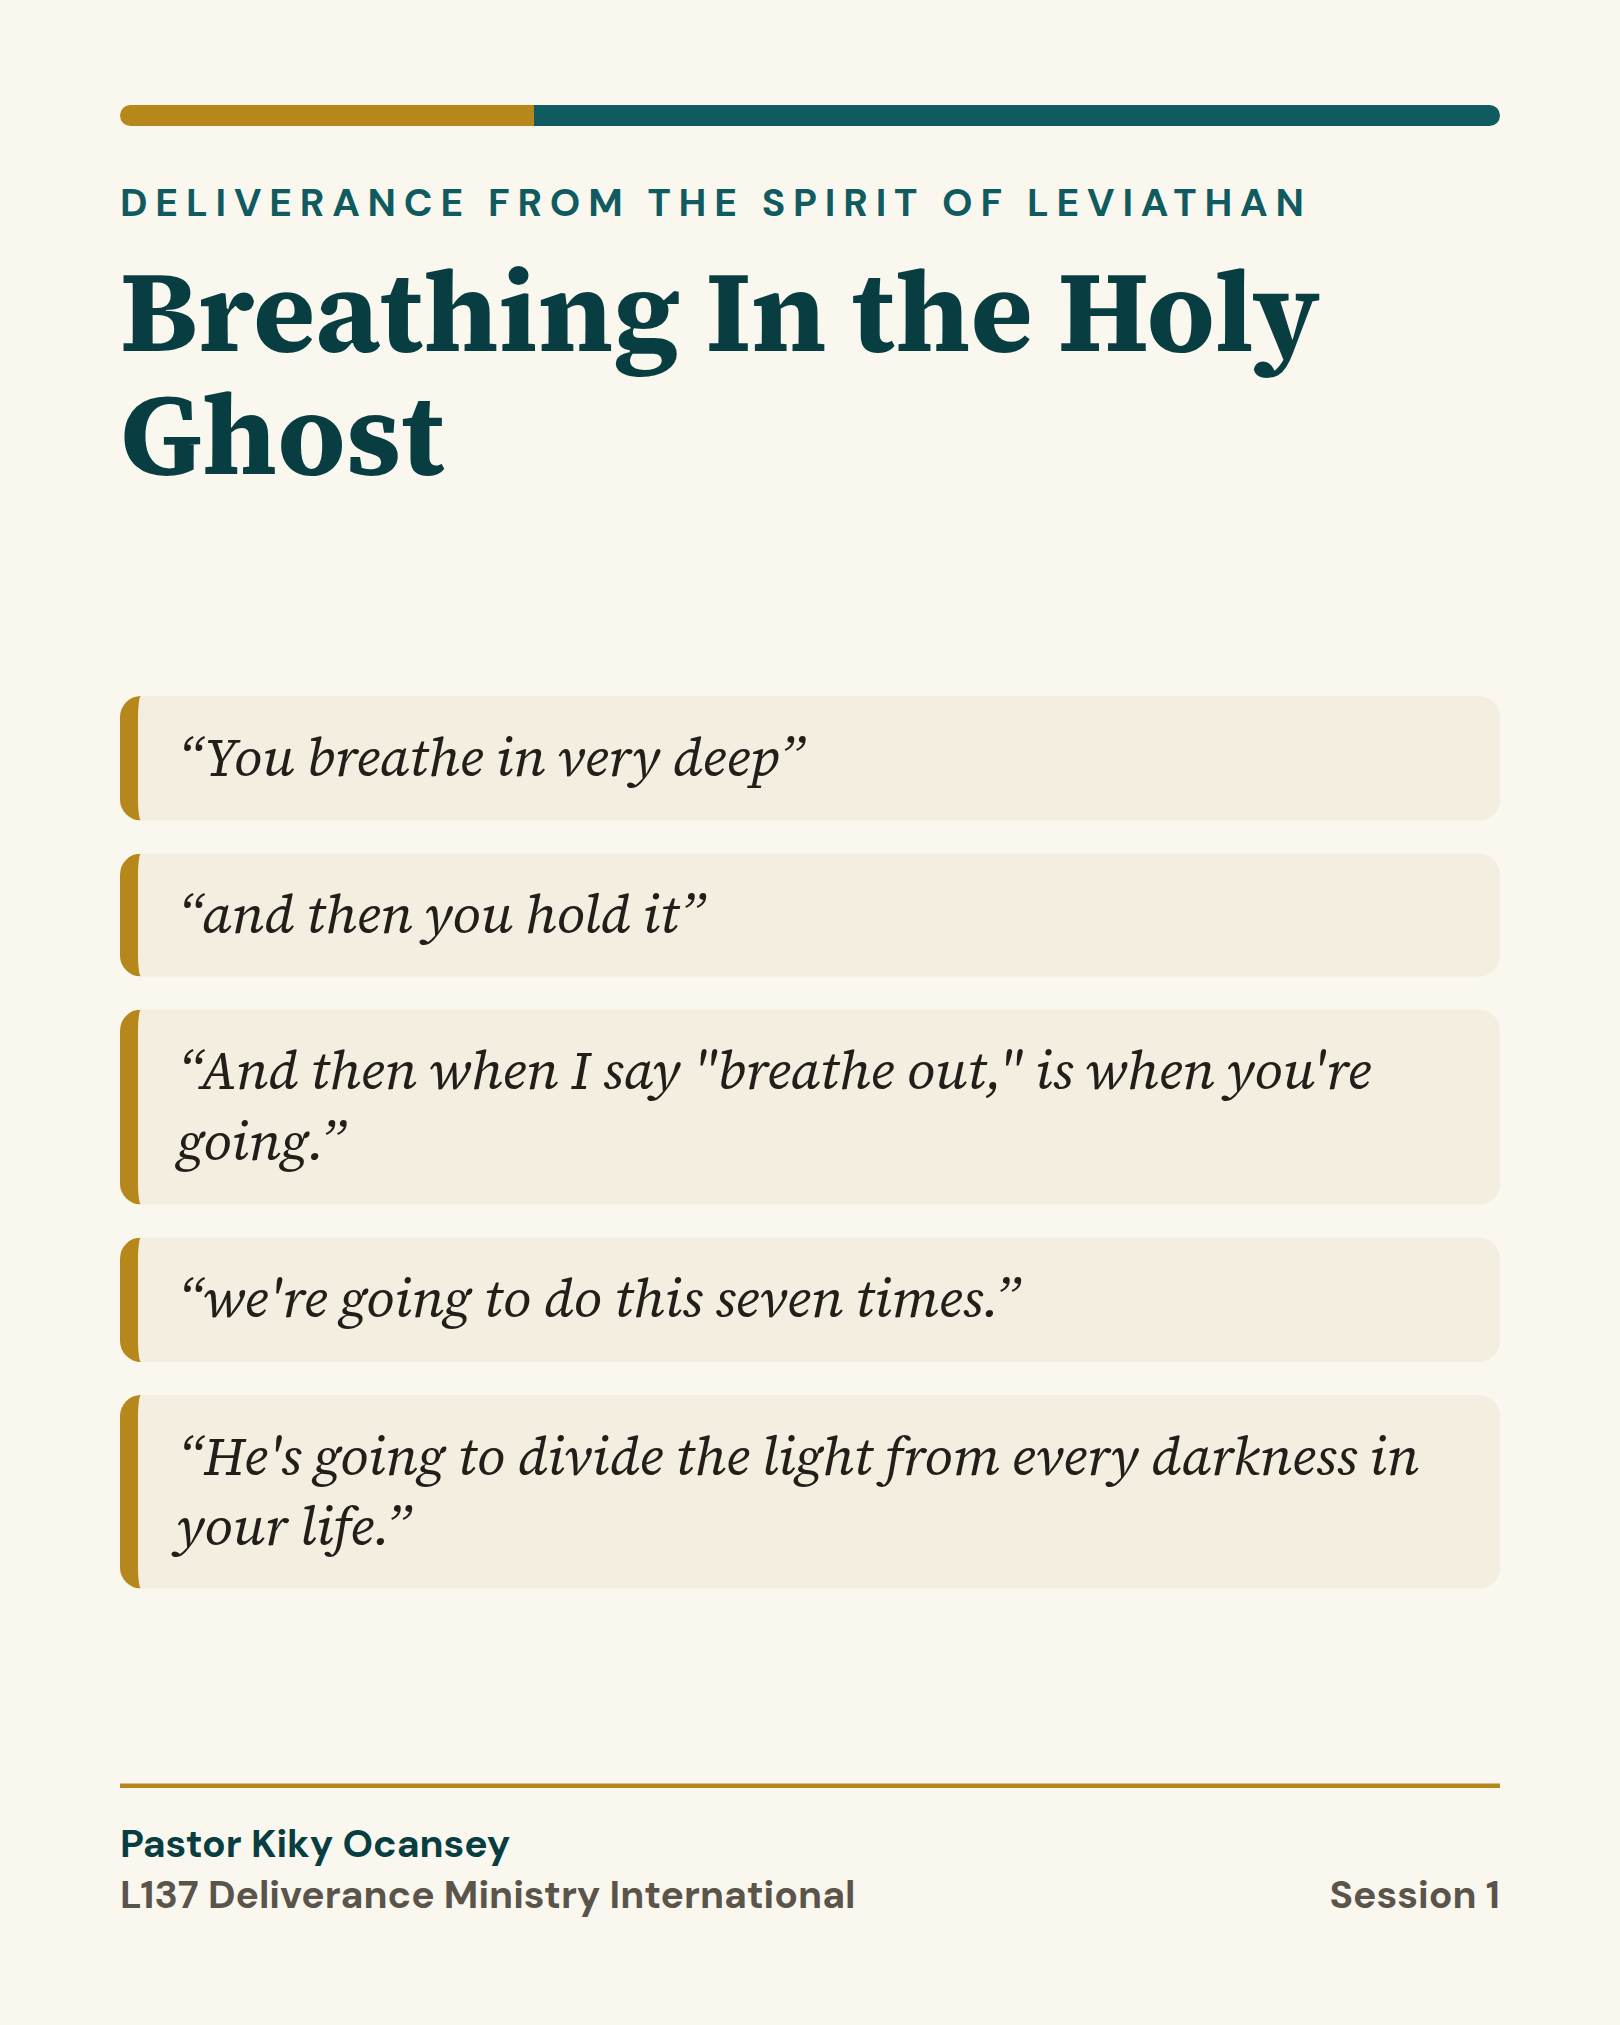 DELIVERANCE FROM THE SPIRIT OF LEVIATHAN
Breathing In the Holy
Ghost
“You breathe in very deep”
“and then you hold it”
“And then when I say "breathe out," is when you're
going.”
“we're going to do this seven times.”
“He's going to divide the light from every darkness in
your life.”
Pastor Kiky Ocansey
L137 Deliverance Ministry International
Session 1